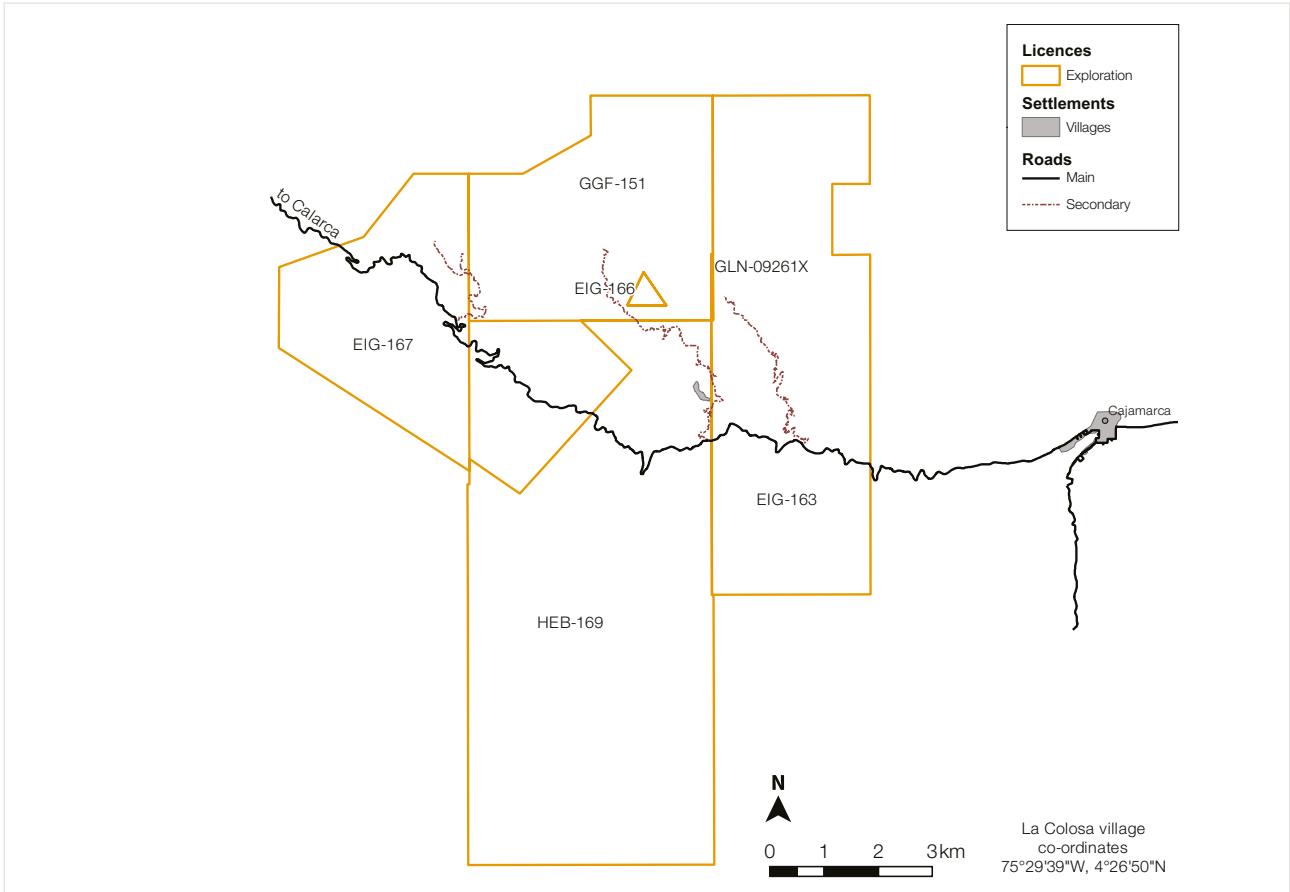 Licences
Exploration
Settlements
Villages
Roads
Main
Secondary
to Calarca
GGF-151
GLN-09261X
EIG-166
EIG-167
Cajamarca
EIG-163
HEB-169
N
0 1 2 3km
La Colosa village
co-ordinates
75°29'39"W, 4°26'50"N